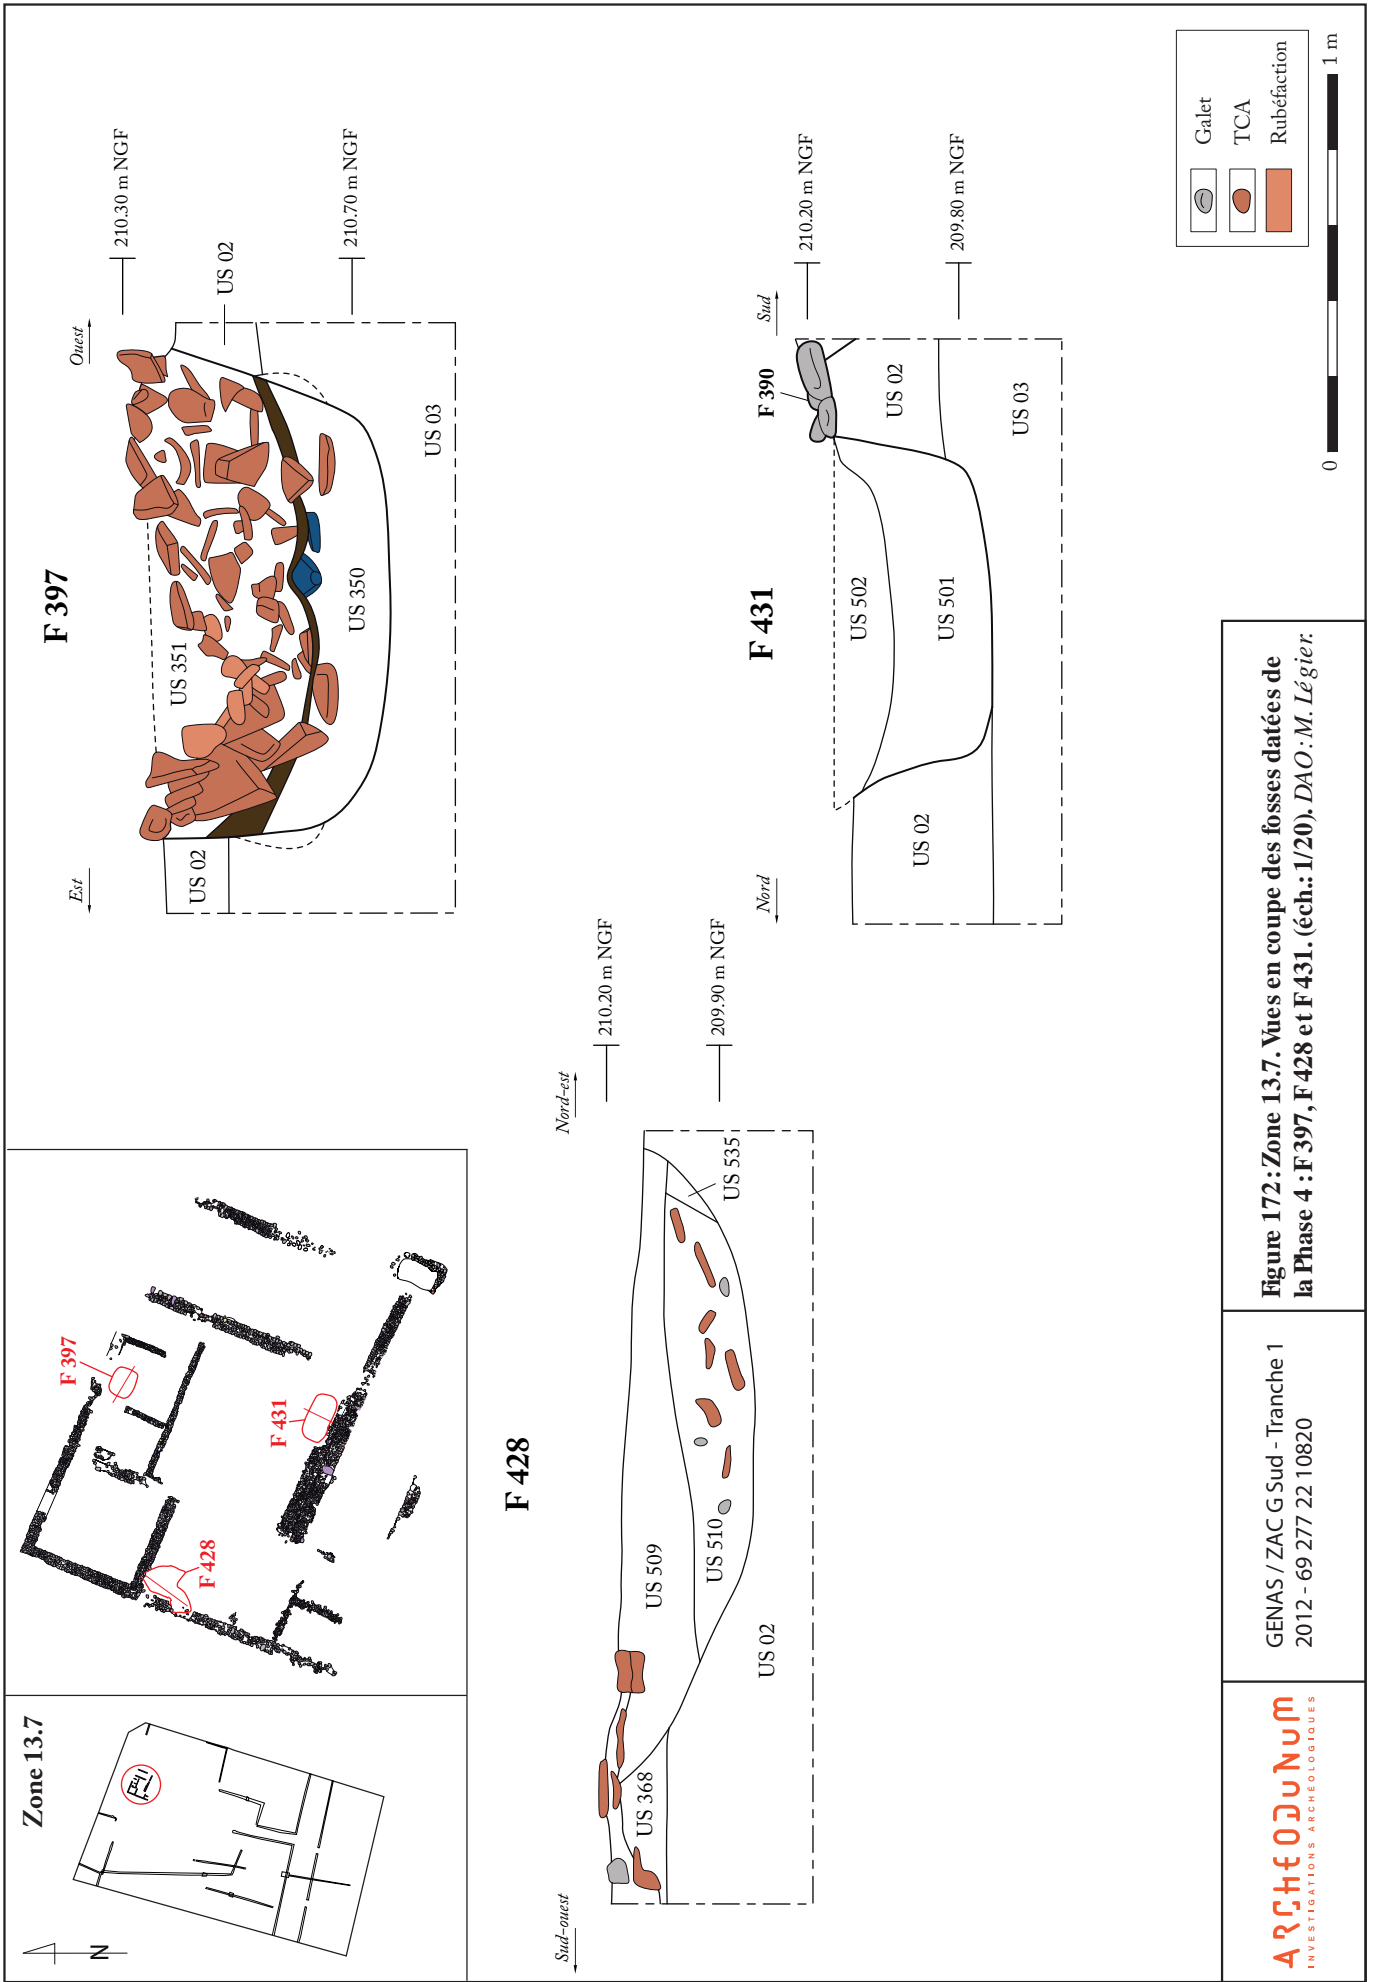 Zone 13.7
N
F 397
F 431
F 428
F 397
Est
Ouest
210.30 m NGF
210.70 m NGF
US 351
US 02
US 02
US 350
US 03
F 428
Sud-ouest
Nord-est
210.20 m NGF
209.90 m NGF
US 368
US 509
US 510
US 535
US 02
F 431
Nord
Sud
F 390
210.20 m NGF
209.80 m NGF
US 502
US 02
US 02
US 501
US 03
Galet
TCA
Rubéfaction
0
1 m
ARCHEODUNUM
INVESTIGATIONS ARCHÉOLOGIQUES
GENAS / ZAC G Sud - Tranche 1
2012 - 69 277 22 10820
Figure 172 : Zone 13.7. Vues en coupe des fosses datées de
la Phase 4 : F 397, F 428 et F 431. (éch.: 1/20). DAO : M. Légier.